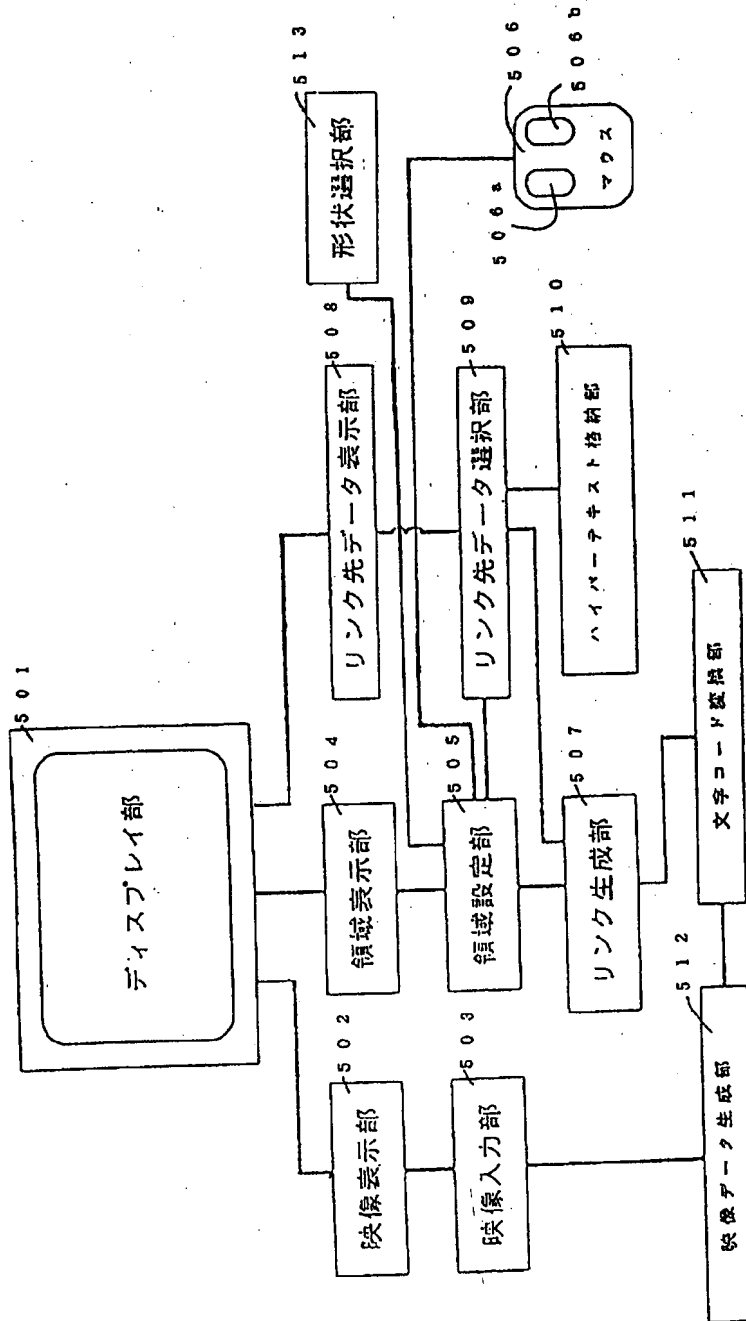 501
ディスプレイ部
502
映像表示部
504
領域表示部
508
リンク先データ表示部
513
形状選択部
503
映像入力部
505
領域設定部
509
リンク先データ選択部
506
506a
506b
マウス
507
リンク生成部
510
ハイパーテキスト格納部
512
映像データ生成部
511
文字コード変換部